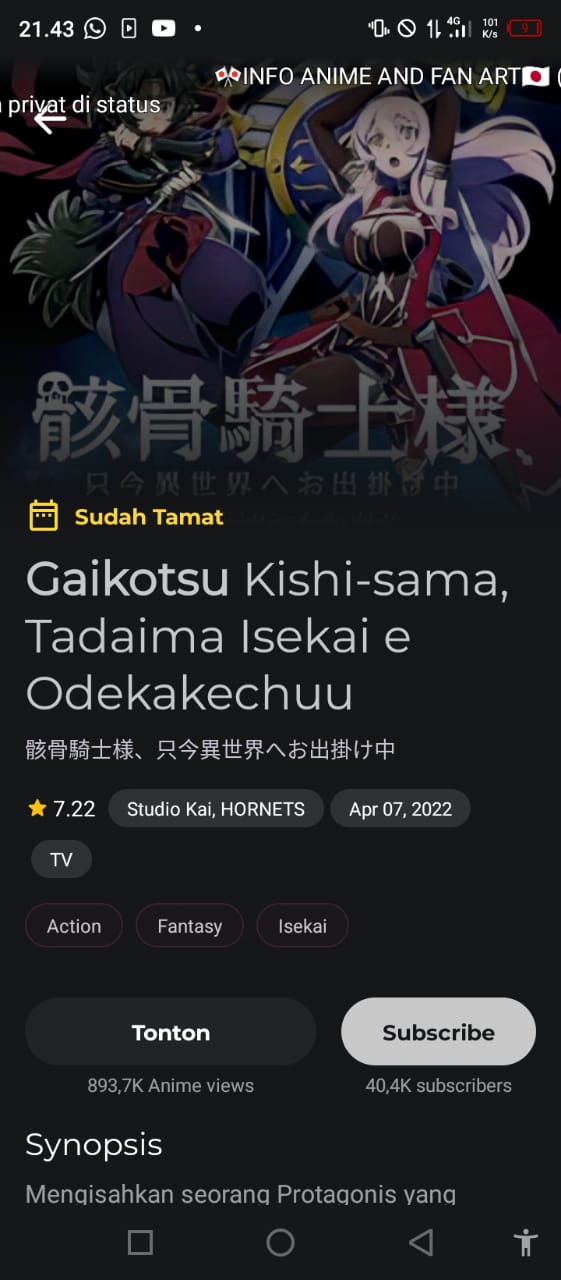 21.43
4G
101
K/s
9
🎌INFO ANIME AND FAN ART🇯🇵 (
privat di status
骸骨騎士様、
只今異世界へお出掛け中
Sudah Tamat
Gaikotsu Kishi-sama,
Tadaima Isekai e
Odekakechuu
骸骨騎士様、只今異世界へお出掛け中
7.22
Studio Kai, HORNETS
Apr 07, 2022
TV
Action
Fantasy
Isekai
Tonton
Subscribe
893,7K Anime views
40,4K subscribers
Synopsis
Mengisahkan seorang Protagonis yang